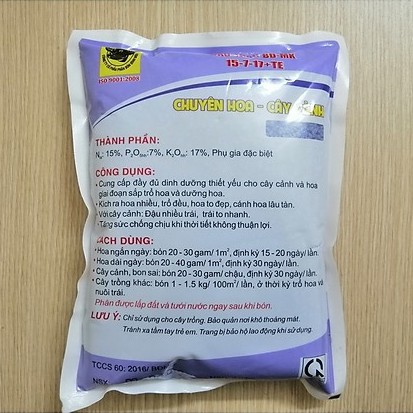 ISO 9001:2008
15-7-17+TE
CHUYÊN HOA - CÂY CẢNH
THÀNH PHẦN:
Nts: 15%, P2O5hh:7%, K2Ohh: 17%, Phụ gia đặc biệt
CÔNG DỤNG:
• Cung cấp đầy đủ dinh dưỡng thiết yếu cho cây cảnh và hoa
giai đoạn sắp trổ hoa và dưỡng hoa.
• Kích ra hoa nhiều, trổ đều, hoa to đẹp, cánh hoa lâu tàn.
• Với cây cảnh: Đậu nhiều trái, trái to nhanh.
• Tăng sức chống chịu khi thời tiết không thuận lợi.
CÁCH DÙNG:
• Hoa ngắn ngày: bón 20 - 30 gam/ 1m², định kỳ 15 - 20 ngày/ lần.
• Hoa dài ngày: bón 20 - 40 gam/ 1m², định kỳ 30 ngày/ lần.
• Cây cảnh, bon sai: bón 20 - 30 gam/ chậu, định kỳ 30 ngày/ lần.
• Cây trồng khác: bón 1 - 1.5 kg/ 100m²/ lần, ở thời kỳ trổ hoa và
nuôi trái.
Phân được lấp đất và tưới nước ngay sau khi bón.
LƯU Ý: Chỉ sử dụng cho cây trồng. Bảo quản nơi khô thoáng mát.
Tránh xa tầm tay trẻ em. Trang bị bảo hộ lao động khi sử dụng.
TCCS 60: 2016/
NSX